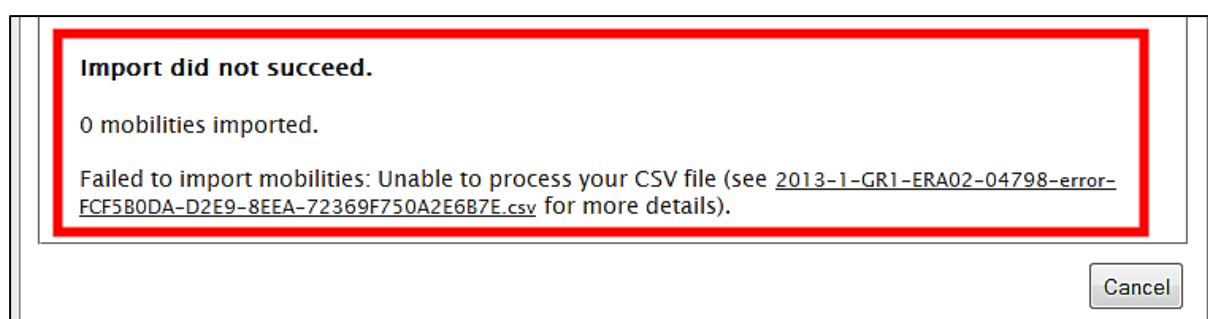 Import did not succeed.
0 mobilities imported.
Failed to import mobilities: Unable to process your CSV file (see 2013-1-GR1-ERA02-04798-error-
FCF5B0DA-D2E9-8EEA-72369F750A2E6B7E.csv for more details).
Cancel